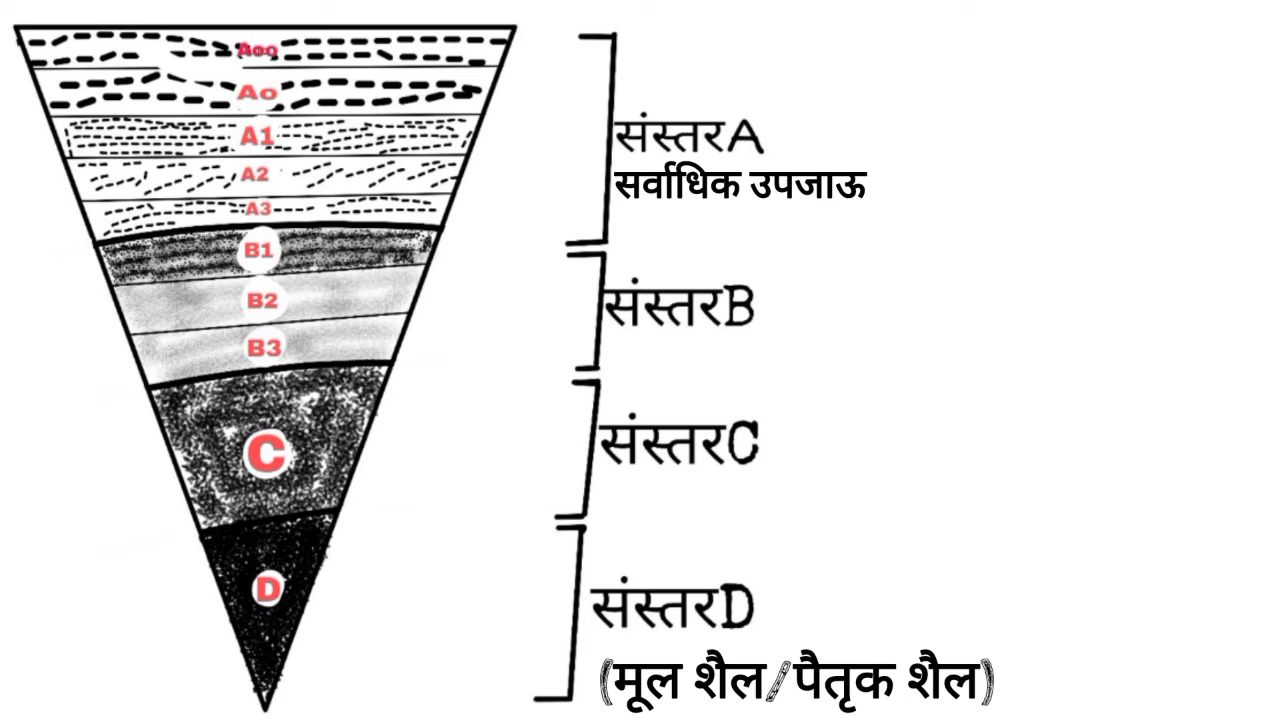 Aoo
Ao
A1
A2
A3
B1
B2
B3
C
D
संस्तरA
सर्वाधिक उपजाऊ
संस्तरB
संस्तरC
संस्तरD
(मूल शैल/पैतृक शैल)